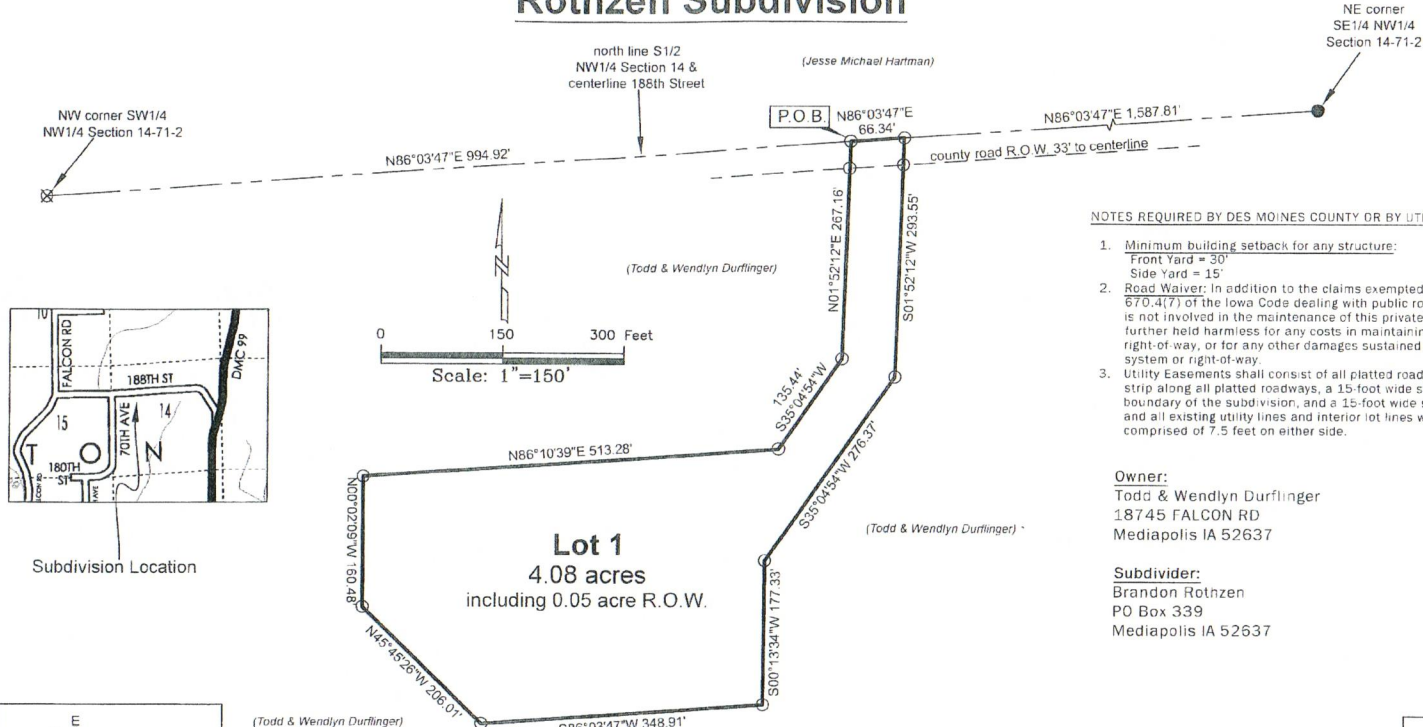 Rothzen Subdivision
NE corner
SE1/4 NW1/4
Section 14-71-2
north line S1/2
NW1/4 Section 14 &
centerline 188th Street
(Jesse Michael Hartman)
NW corner SW1/4
NW1/4 Section 14-71-2
P.O.B.
N86°03'47"E
66.34'
N86°03'47"E 1,587.81'
N86°03'47"E 994.92'
county road R.O.W. 33' to centerline
N01°52'12"E 267.16'
S01°52'12"W 293.55'
(Todd & Wendlyn Durflinger)
N
0 150 300 Feet
Scale: 1"=150'
NOTES REQUIRED BY DES MOINES COUNTY OR BY
1. Minimum building setback for any structure:
Front Yard = 30'
Side Yard = 15'
2. Road Waiver: In addition to the claims exempted
670.4(7) of the Iowa Code dealing with public
is not involved in the maintenance of this private
further held harmless for any costs in
right-of-way, or for any other damages sustained
system or right-of-way.
3. Utility Easements shall consist of all platted
strip along all platted roadways, a 15-foot wide
boundary of the subdivision, and a 15-foot wide
and all existing utility lines and interior lot lines
comprised of 7.5 feet on either side.
FALCON RD
188TH ST
DMC 99
15
70TH AVE
14
T O N
180TH
ST
AVE
Subdivision Location
135.44'
S35°04'54"W
S35°04'54"W 276.37'
N86°10'39"E 513.28'
N00°02'09"W 160.48'
Lot 1
4.08 acres
including 0.05 acre R.O.W.
(Todd & Wendlyn Durflinger)
S00°13'34"W 177.33'
N45°45'26"W 206.01'
S86°03'47"W 348.91'
Owner:
Todd & Wendlyn Durflinger
18745 FALCON RD
Mediapolis IA 52637
Subdivider:
Brandon Rothzen
PO Box 339
Mediapolis IA 52637
E
(Todd & Wendlyn Durflinger)